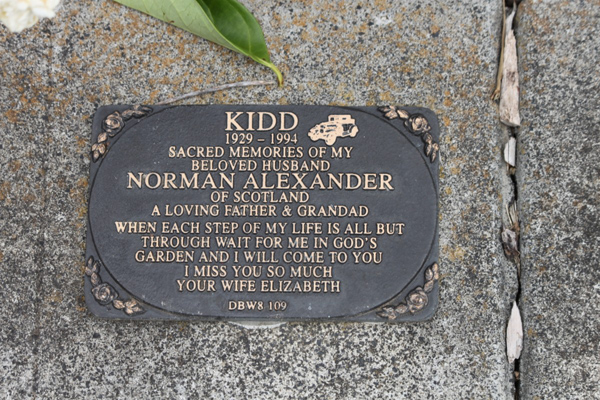 KIDD
1929 - 1994
SACRED MEMORIES OF MY
BELOVED HUSBAND
NORMAN ALEXANDER
OF SCOTLAND
A LOVING FATHER & GRANDAD
WHEN EACH STEP OF MY LIFE IS ALL BUT
THROUGH WAIT FOR ME IN GOD'S
GARDEN AND I WILL COME TO YOU
I MISS YOU SO MUCH
YOUR WIFE ELIZABETH
DBW8 109